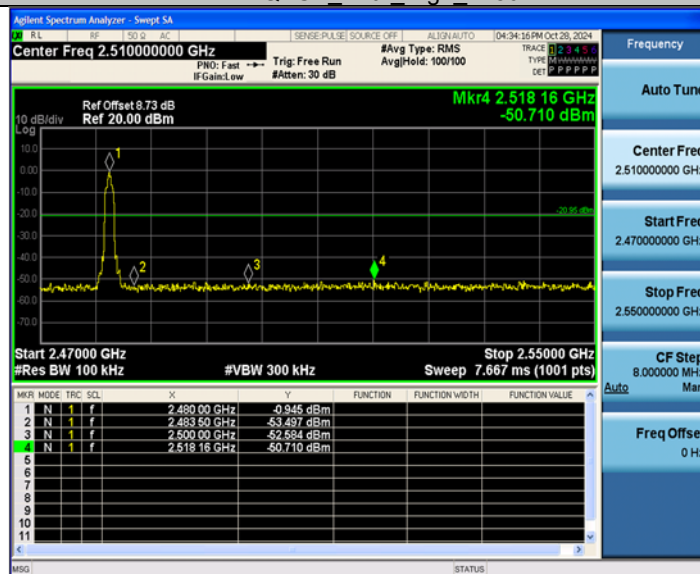 Agilent Spectrum Analyzer - Swept SA
RL RF 50 Ω AC SENSE:PULSE SOURCE OFF ALIGN AUTO 04:34:16 PM Oct 28, 2024
Center Freq 2.510000000 GHz
PNO: Fast
IFGain:Low
Trig: Free Run
#Atten: 30 dB
#Avg Type: RMS
Avg|Hold: 100/100
TRACE 1 2 3 4 5 6
TYPE MWWWWW
DET P P P P P P
Ref Offset 8.73 dB
10 dB/div Ref 20.00 dBm
Log
Mkr4 2.518 16 GHz
-50.710 dBm
10.0
0.00
-10.0
-20.95 dBm
-30.0
-40.0
-50.0
-60.0
-70.0
1
2
3
4
Start 2.47000 GHz Stop 2.55000 GHz
#Res BW 100 kHz #VBW 300 kHz Sweep 7.667 ms (1001 pts)
MKR MODE TRC SCL X Y FUNCTION FUNCTION WIDTH FUNCTION VALUE
1 N 1 f 2.480 00 GHz -0.945 dBm
2 N 1 f 2.483 50 GHz -53.497 dBm
3 N 1 f 2.500 00 GHz -52.584 dBm
4 N 1 f 2.518 16 GHz -50.710 dBm
5
6
7
8
9
10
11
MSG STATUS
Frequency
Auto Tune
Center Freq
2.510000000 GHz
Start Freq
2.470000000 GHz
Stop Freq
2.550000000 GHz
CF Step
8.000000 MHz
Auto Man
Freq Offset
0 Hz